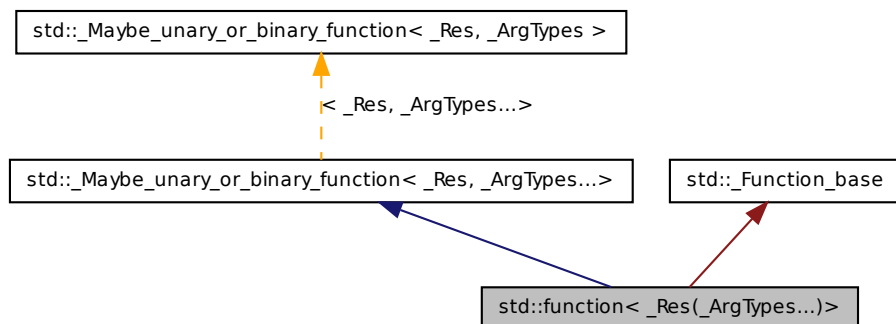 std::_Maybe_unary_or_binary_function< _Res, _ArgTypes >
< _Res, _ArgTypes...>
std::_Maybe_unary_or_binary_function< _Res, _ArgTypes...>
std::_Function_base
std::function< _Res(_ArgTypes...)>